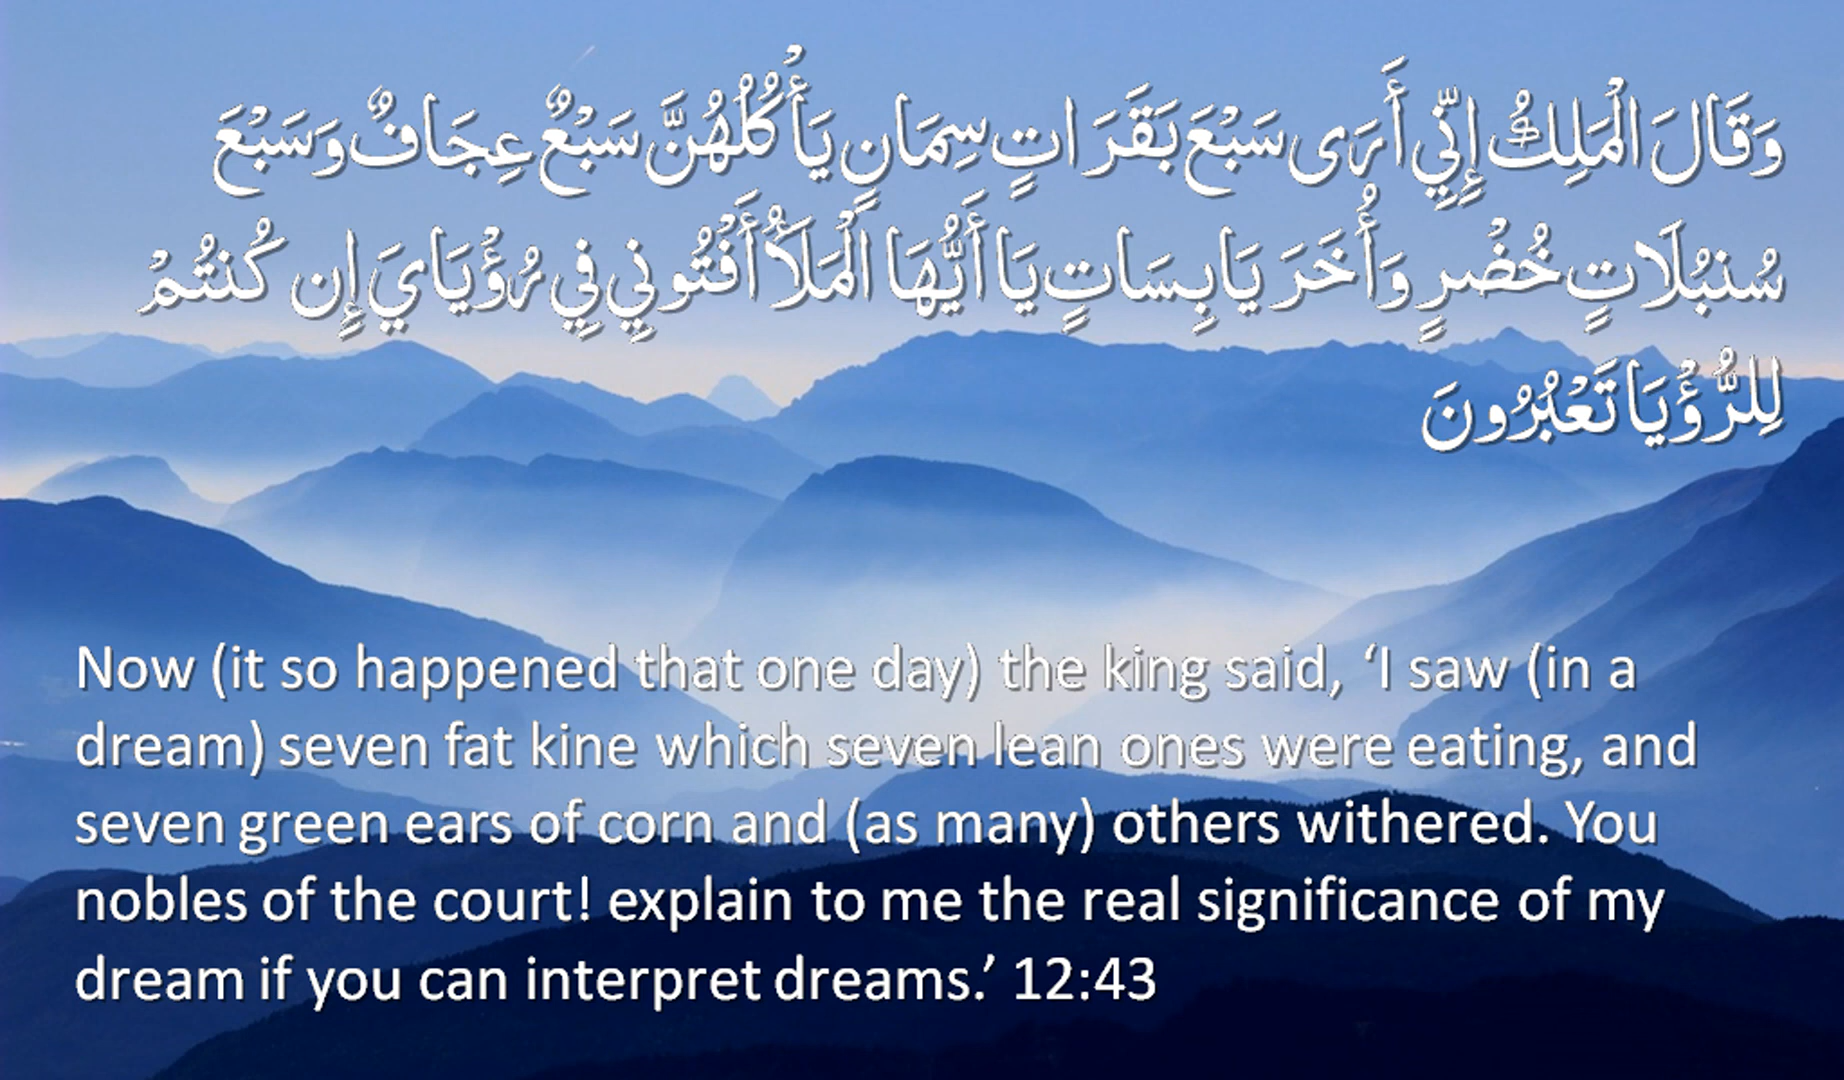 وَقَالَ الْمَلِكُ إِنِّي أَرَى سَبْعَ بَقَرَاتٍ سِمَانٍ يَأْكُلُهُنَّ سَبْعٌ عِجَافٌ وَسَبْعَ
سُنبُلَاتٍ خُضْرٍ وَأُخَرَ يَابِسَاتٍ يَا أَيُّهَا الْمَلَأُ أَفْتُونِي فِي رُؤْيَايَ إِن كُنتُمْ
لِلرُّؤْيَا تَعْبُرُونَ
Now (it so happened that one day) the king said, ‘I saw (in a
dream) seven fat kine which seven lean ones were eating, and
seven green ears of corn and (as many) others withered. You
nobles of the court! explain to me the real significance of my
dream if you can interpret dreams.’ 12:43